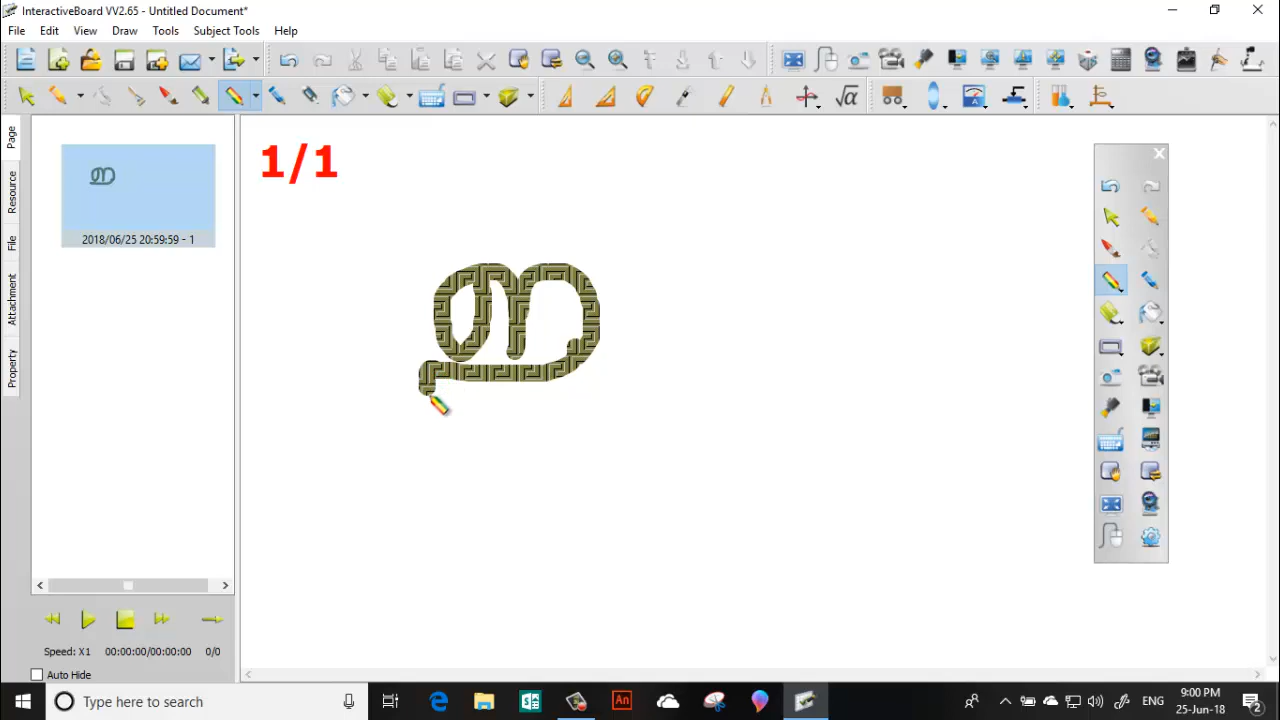 InteractiveBoard VV2.65 - Untitled Document*
File Edit View Draw Tools Subject Tools Help
Page
Resource
File
Attachment
Property
2018/06/25 20:59:59 - 1
1/1
Speed: X1 00:00:00/00:00:00 0/0
Auto Hide
Type here to search
An
ENG
9:00 PM
25-Jun-18
2